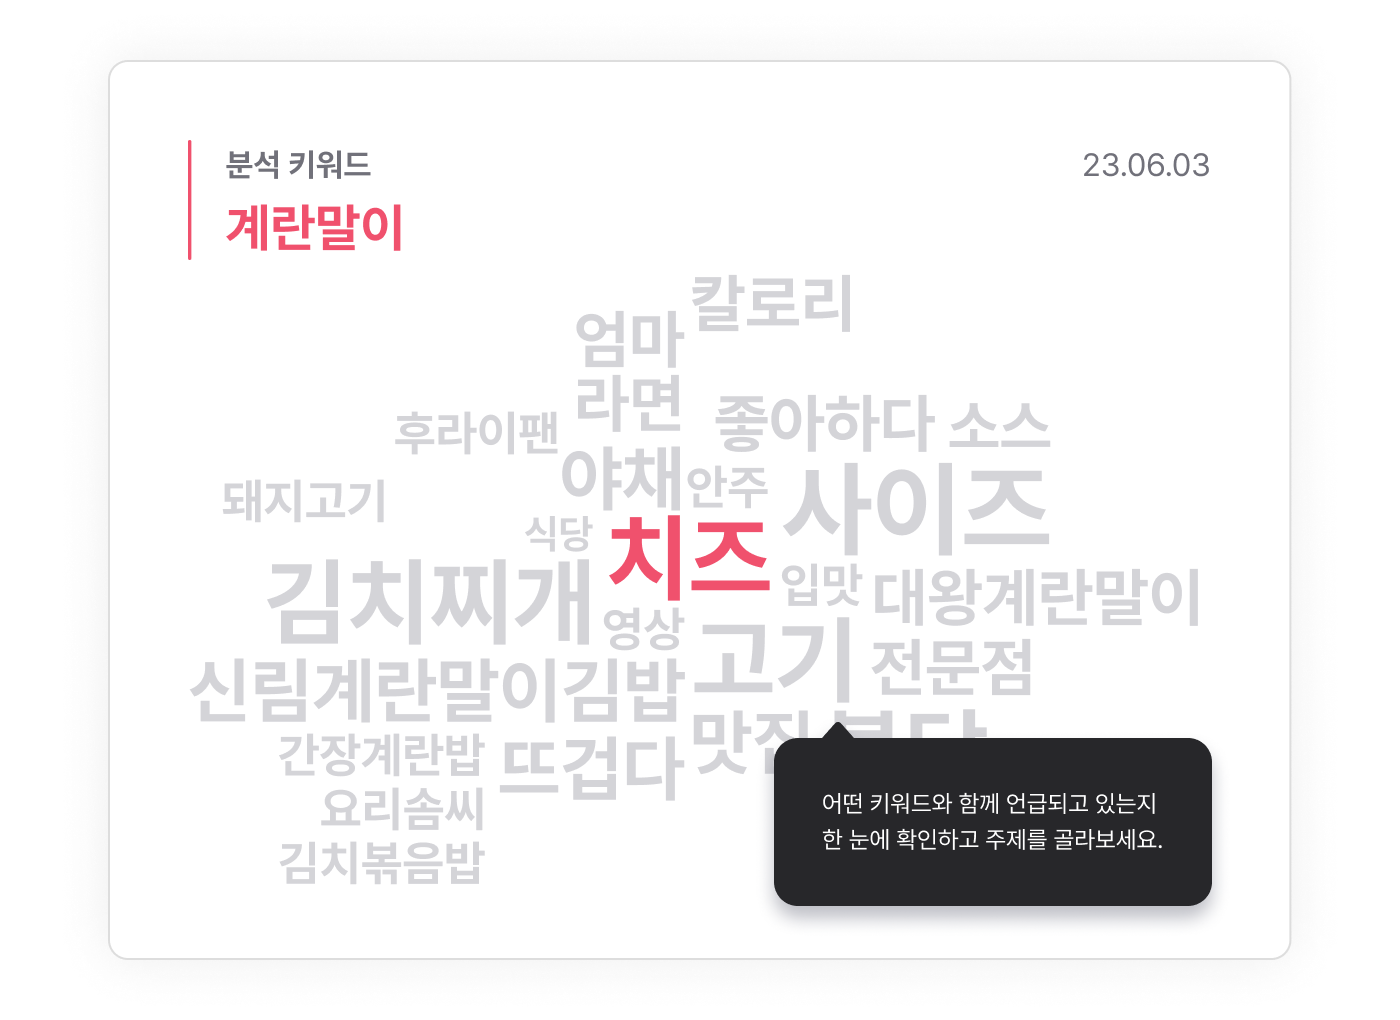 분석 키워드
23.06.03
계란말이
칼로리
엄마
라면
후라이팬
좋아하다
소스
야채
안주
사이즈
돼지고기
식당
치즈
김치찌개
입맛
대왕계란말이
영상
고기
전문점
신림계란말이김밥
맛집
간장계란밥
뜨겁다
요리솜씨
김치볶음밥
어떤 키워드와 함께 언급되고 있는지
한 눈에 확인하고 주제를 골라보세요.